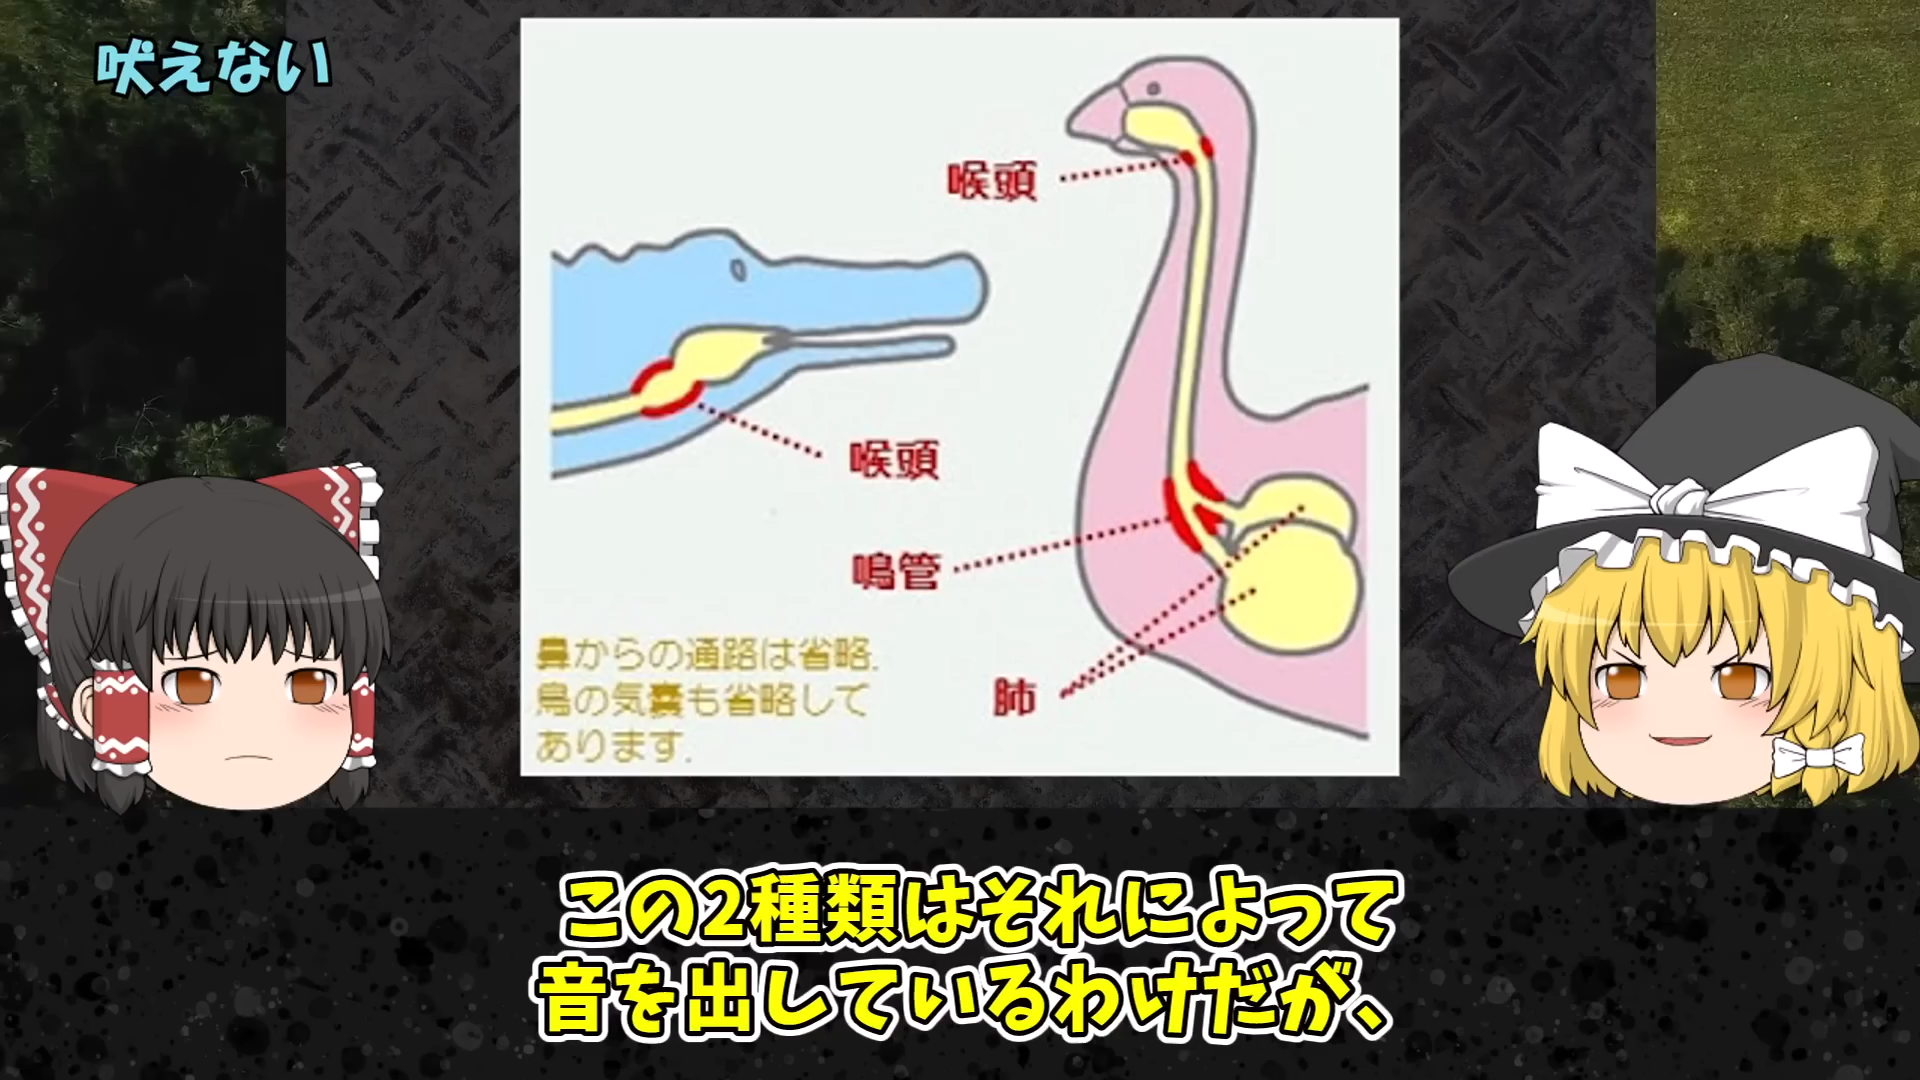 吠えない
喉頭
喉頭
鳴管
肺
鼻からの通路は省略.
鳥の気嚢も省略して
あります.
この2種類はそれによって
音を出しているわけだが、